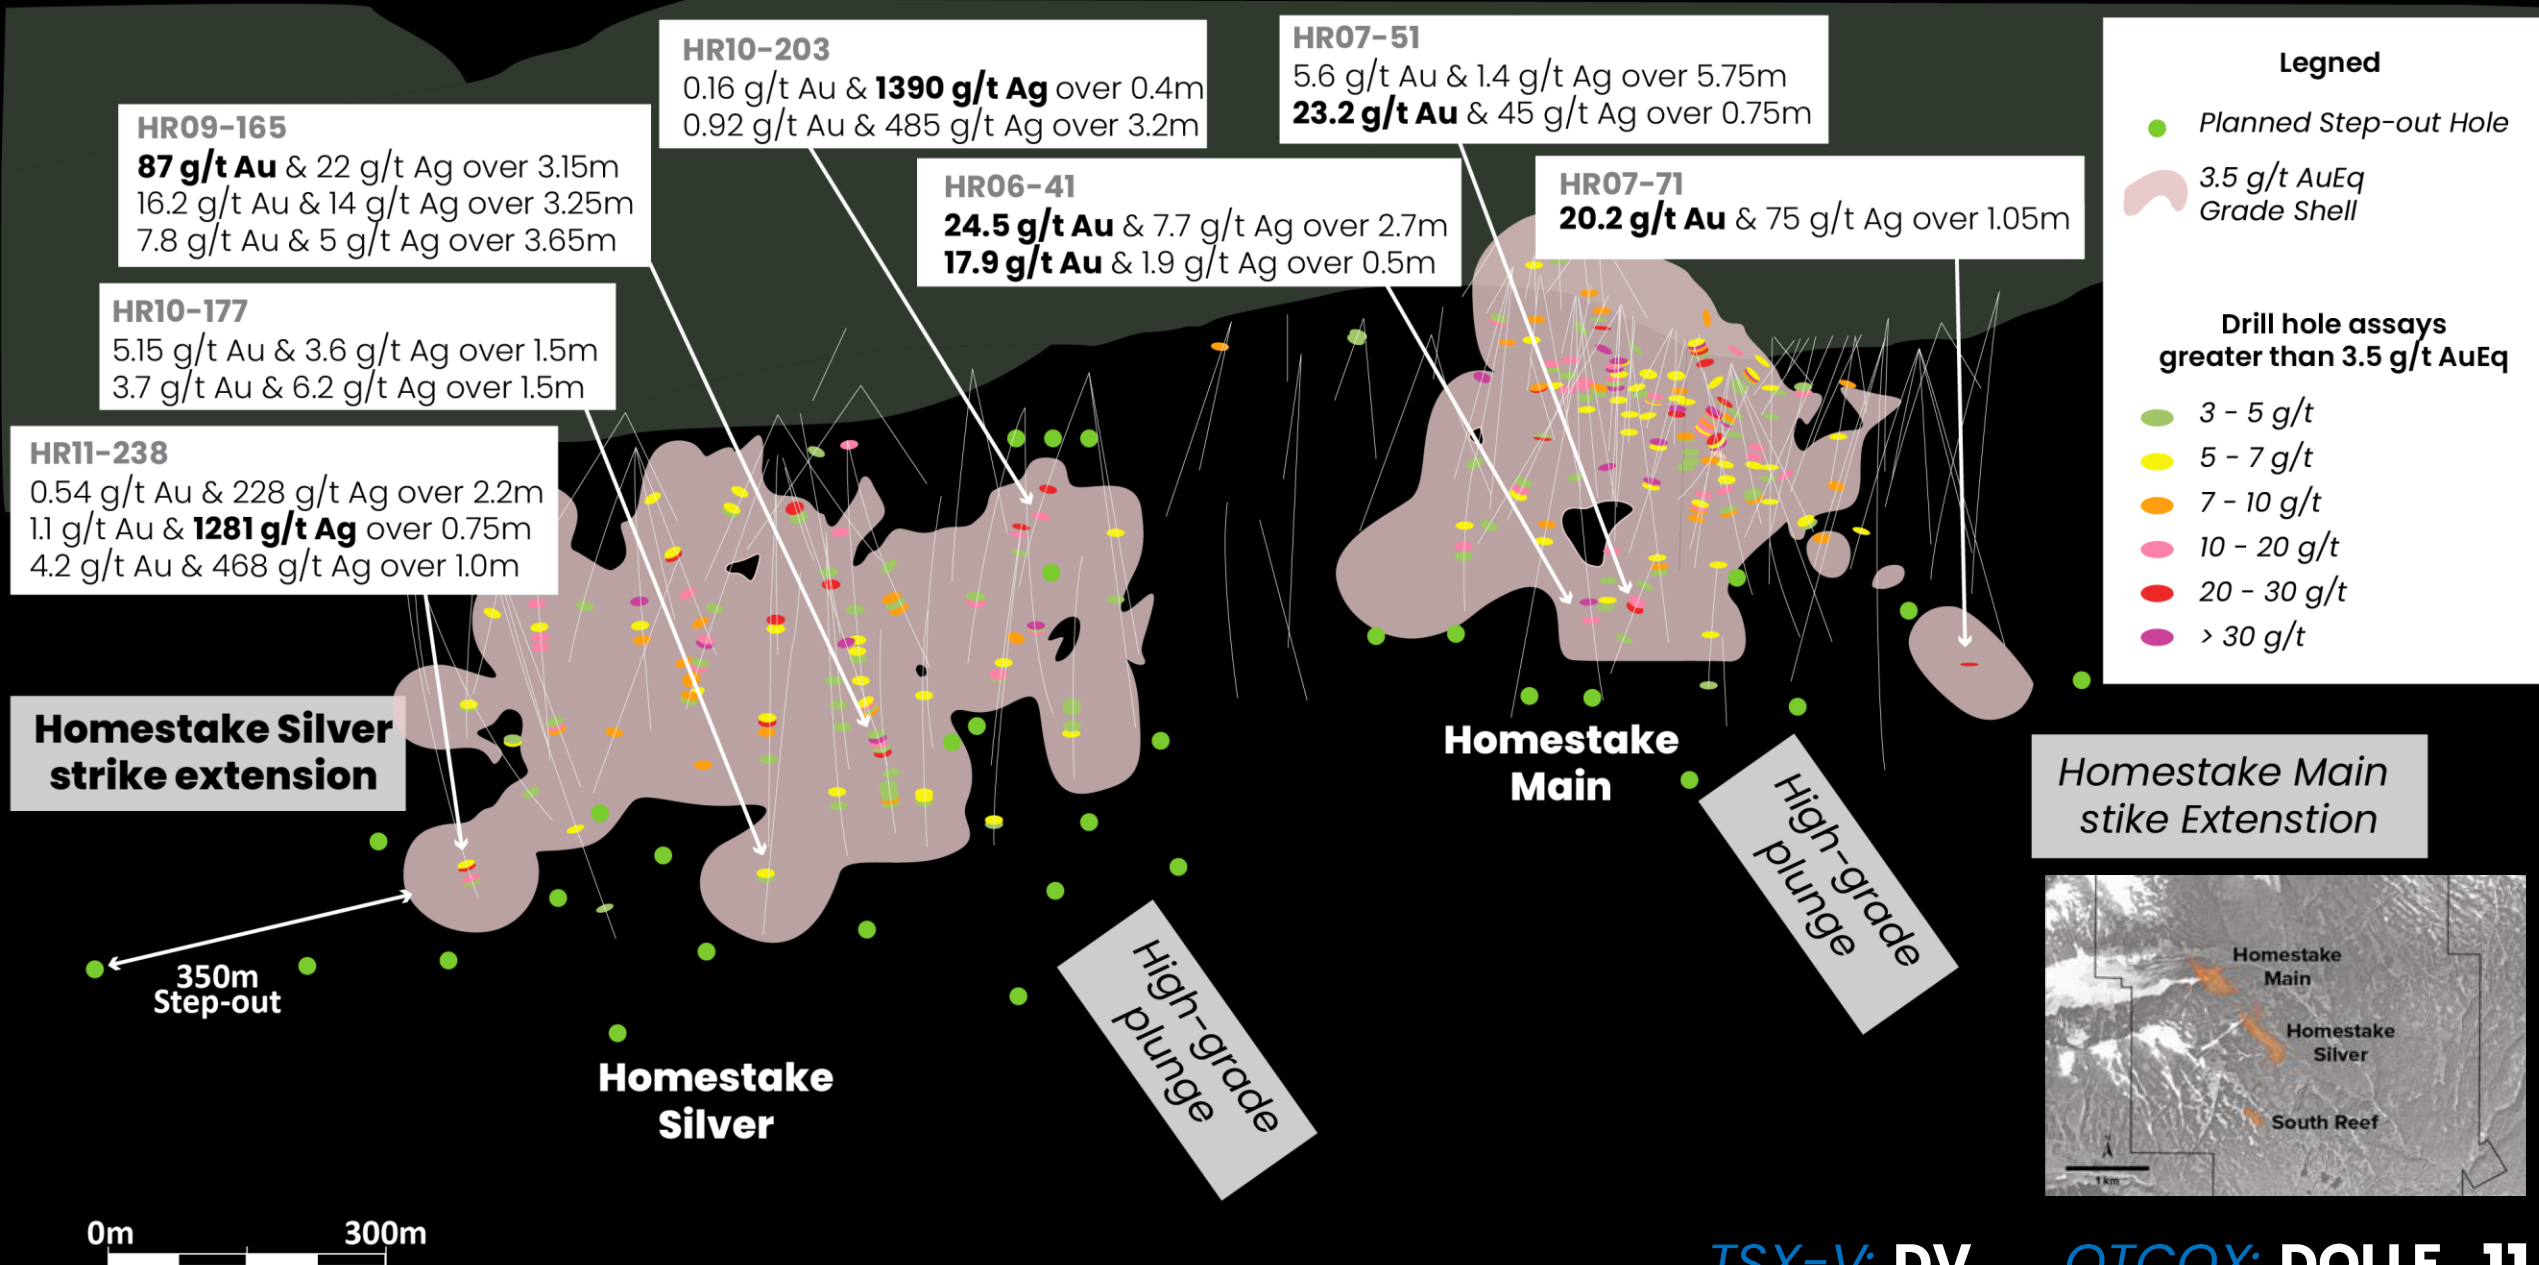 HR10-203
0.16 g/t Au & 1390 g/t Ag over 0.4m
0.92 g/t Au & 485 g/t Ag over 3.2m
HR07-51
5.6 g/t Au & 1.4 g/t Ag over 5.75m
23.2 g/t Au & 45 g/t Ag over 0.75m
HR09-165
87 g/t Au & 22 g/t Ag over 3.15m
16.2 g/t Au & 14 g/t Ag over 3.25m
7.8 g/t Au & 5 g/t Ag over 3.65m
HR06-41
24.5 g/t Au & 7.7 g/t Ag over 2.7m
17.9 g/t Au & 1.9 g/t Ag over 0.5m
HR07-71
20.2 g/t Au & 75 g/t Ag over 1.05m
HR10-177
5.15 g/t Au & 3.6 g/t Ag over 1.5m
3.7 g/t Au & 6.2 g/t Ag over 1.5m
HR11-238
0.54 g/t Au & 228 g/t Ag over 2.2m
1.1 g/t Au & 1281 g/t Ag over 0.75m
4.2 g/t Au & 468 g/t Ag over 1.0m
Legned
Planned Step-out Hole
3.5 g/t AuEq
Grade Shell
Drill hole assays
greater than 3.5 g/t AuEq
3 - 5 g/t
5 - 7 g/t
7 - 10 g/t
10 - 20 g/t
20 - 30 g/t
> 30 g/t
Homestake Silver
strike extension
Homestake
Main
High-grade
plunge
Homestake Main
stike Extenstion
350m
Step-out
Homestake
Silver
High-grade
plunge
Homestake
Main
Homestake
Silver
South Reef
N
1 km
0m 300m
TSX-V: DV OTCQX: DOLLF 11